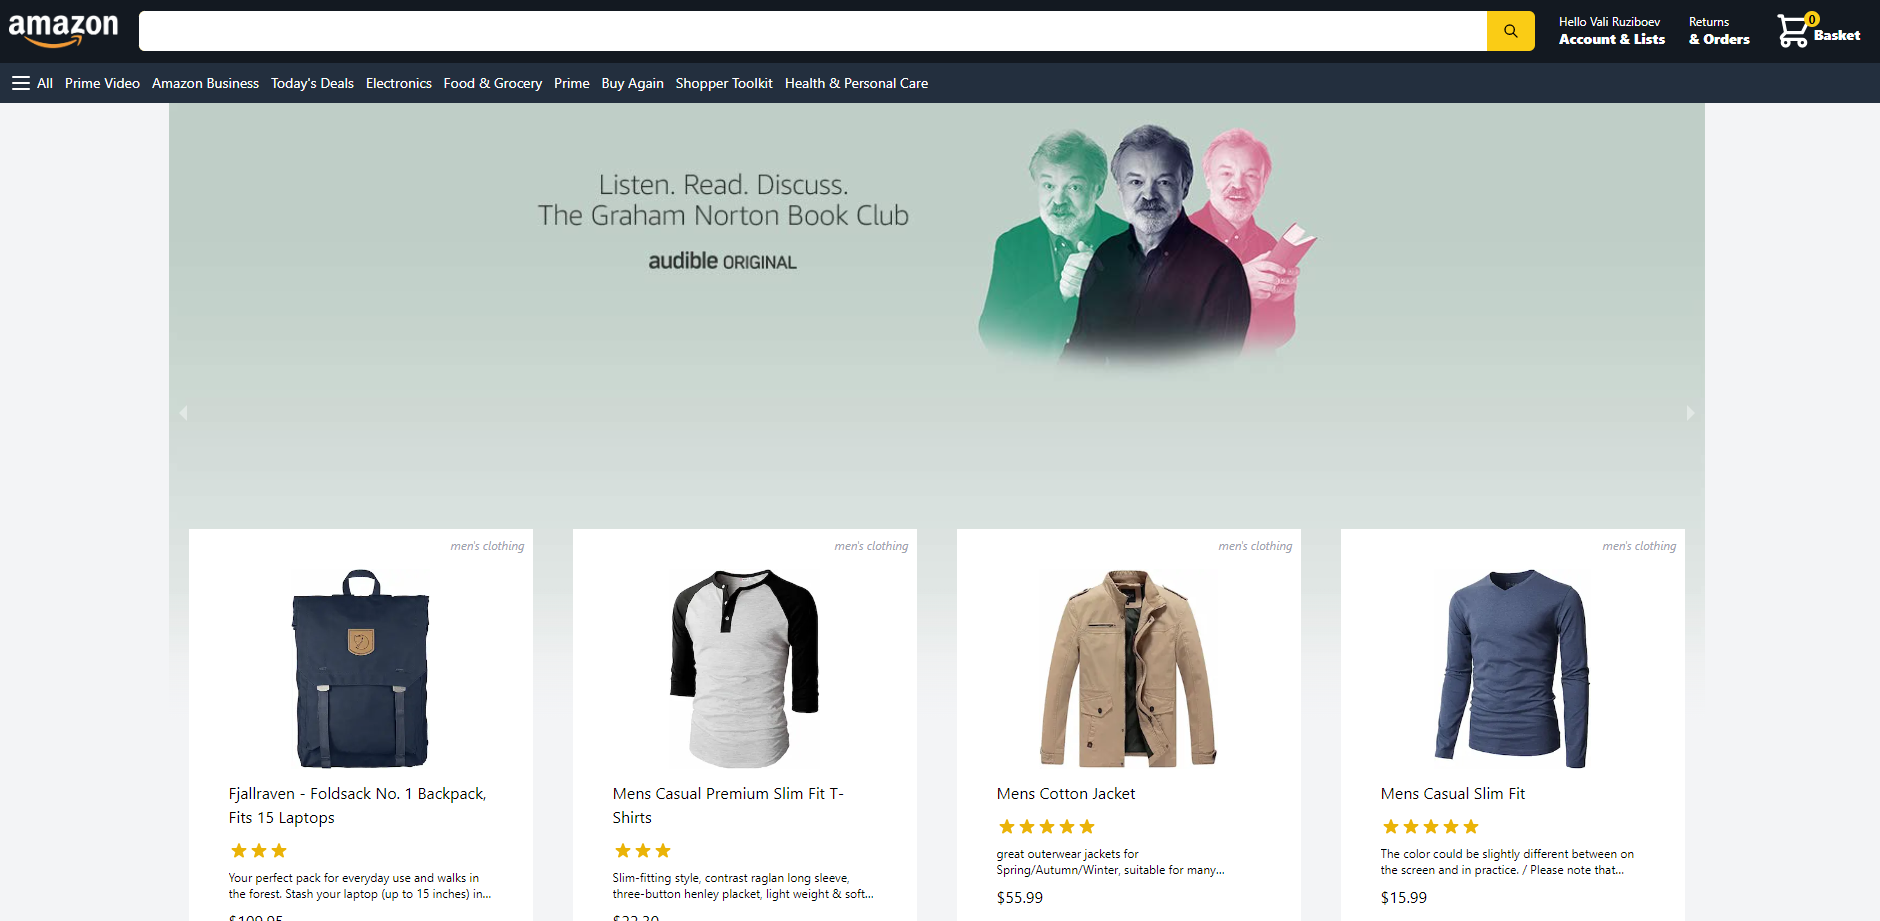 amazon
Hello Vali Ruziboev
Account & Lists
Returns
& Orders
0
Basket
All Prime Video Amazon Business Today's Deals Electronics Food & Grocery Prime Buy Again Shopper Toolkit Health & Personal Care
Listen. Read. Discuss.
The Graham Norton Book Club
audible ORIGINAL
men's clothing
Fjallraven - Foldsack No. 1 Backpack,
Fits 15 Laptops
Your perfect pack for everyday use and walks in
the forest. Stash your laptop (up to 15 inches) in...
$109.95
men's clothing
Mens Casual Premium Slim Fit T-
Shirts
Slim-fitting style, contrast raglan long sleeve,
three-button henley placket, light weight & soft...
$22.30
men's clothing
Mens Cotton Jacket
great outerwear jackets for
Spring/Autumn/Winter, suitable for many...
$55.99
men's clothing
Mens Casual Slim Fit
The color could be slightly different between on
the screen and in practice. / Please note that...
$15.99